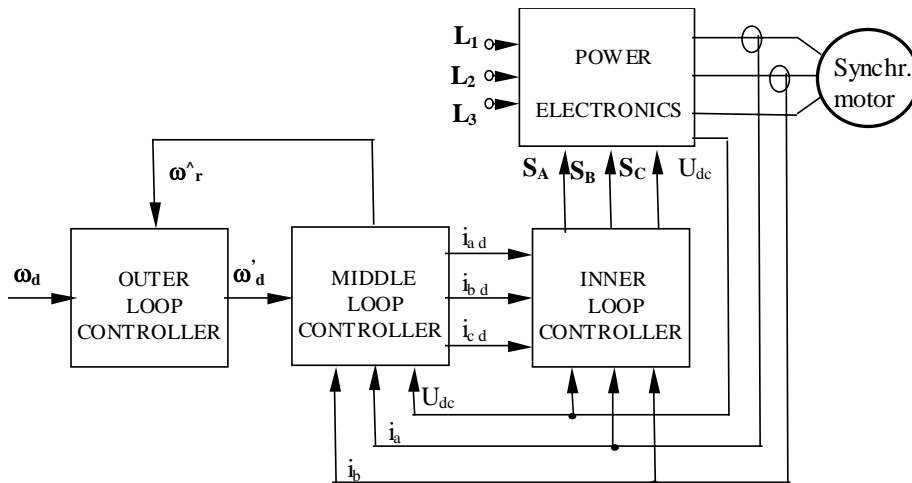 L1
L2
L3
POWER
ELECTRONICS
Synchr.
motor
SA
SB
SC
Udc
ω^r
ωd
OUTER
LOOP
CONTROLLER
ω'd
MIDDLE
LOOP
CONTROLLER
ia d
ib d
ic d
INNER
LOOP
CONTROLLER
Udc
ia
ib